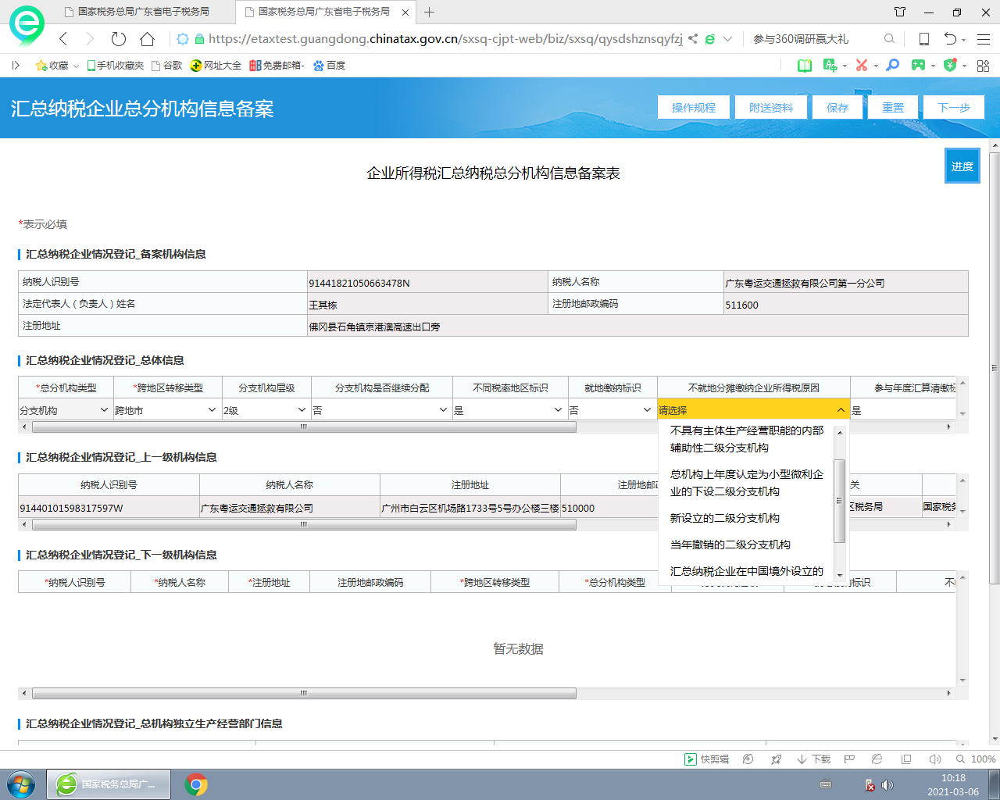 国家税务总局广东省电子税务局
国家税务总局广东省电子税务局
https://etaxtest.guangdong.chinatax.gov.cn/sxsq-cjpt-web/biz/sxsq/qysdshznsqyfzj
参与360调研赢大礼
收藏 手机收藏夹 谷歌 网址大全 免费邮箱- 百度
汇总纳税企业总分机构信息备案
操作规程 附送资料 保存 重置 下一步
进度
企业所得税汇总纳税总分机构信息备案表
*表示必填
汇总纳税企业情况登记_备案机构信息
纳税人识别号 91441821050663478N 纳税人名称 广东粤运交通拯救有限公司第一分公司
法定代表人（负责人）姓名 王其栋 注册地邮政编码 511600
注册地址 佛冈县石角镇京港澳高速出口旁
汇总纳税企业情况登记_总体信息
*总分机构类型 *跨地区转移类型 分支机构层级 分支机构是否继续分配 不同税率地区标识 就地缴纳标识 不就地分摊缴纳企业所得税原因 参与年度汇算清缴标
分支机构 跨地市 2级 否 是 否 请选择 是
不具有主体生产经营职能的内部
辅助性二级分支机构
总机构上年度认定为小型微利企
业的下设二级分支机构
新设立的二级分支机构
当年撤销的二级分支机构
汇总纳税企业在中国境外设立的
汇总纳税企业情况登记_上一级机构信息
纳税人识别号 纳税人名称 注册地址 注册地邮 关
91440101598317597W 广东粤运交通拯救有限公司 广州市白云区机场路1733号5号办公楼三楼 510000 区税务局 国家税务
汇总纳税企业情况登记_下一级机构信息
*纳税人识别号 *纳税人名称 *注册地址 注册地邮政编码 *跨地区转移类型 *总分机构类型 标识 不
暂无数据
汇总纳税企业情况登记_总机构独立生产经营部门信息
快剪辑 下载 100%
国家税务总局广...
10:18
2021-03-06